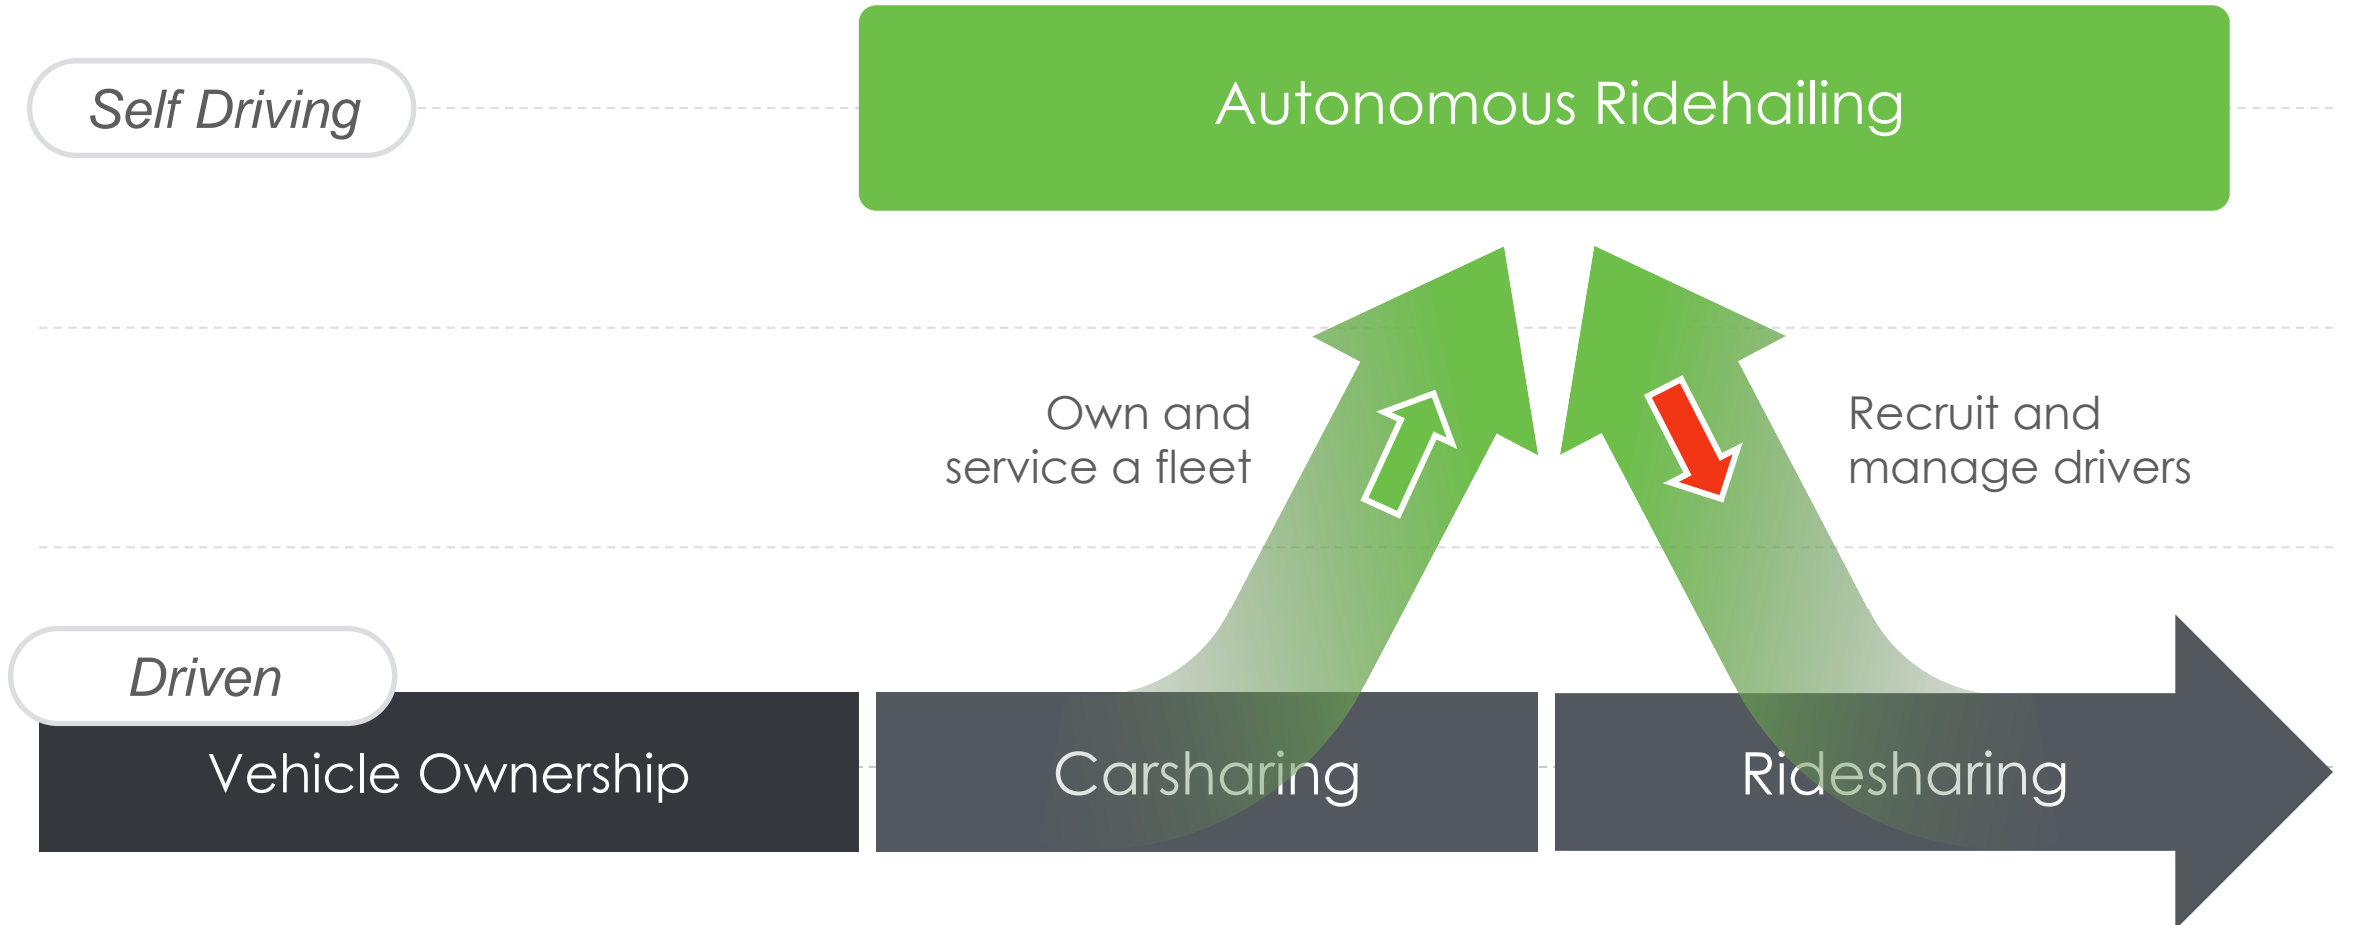 Self Driving
Autonomous Ridehailing
Own and
service a fleet
Recruit and
manage drivers
Driven
Vehicle Ownership
Carsharing
Ridesharing